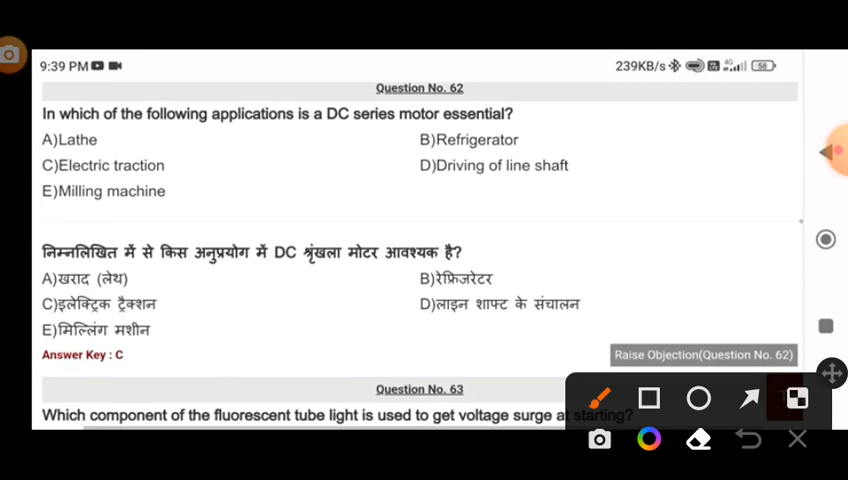 9:39 PM
239KB/s 4G 58
Question No. 62
In which of the following applications is a DC series motor essential?
A)Lathe B)Refrigerator
C)Electric traction D)Driving of line shaft
E)Milling machine
निम्नलिखित में से किस अनुप्रयोग में DC श्रृंखला मोटर आवश्यक है?
A)खराद (लेथ) B)रेफ्रिजरेटर
C)इलेक्ट्रिक ट्रैक्शन D)लाइन शाफ्ट के संचालन
E)मिल्लिंग मशीन
Answer Key : C Raise Objection(Question No. 62)
Question No. 63
Which component of the fluorescent tube light is used to get voltage surge at starting?